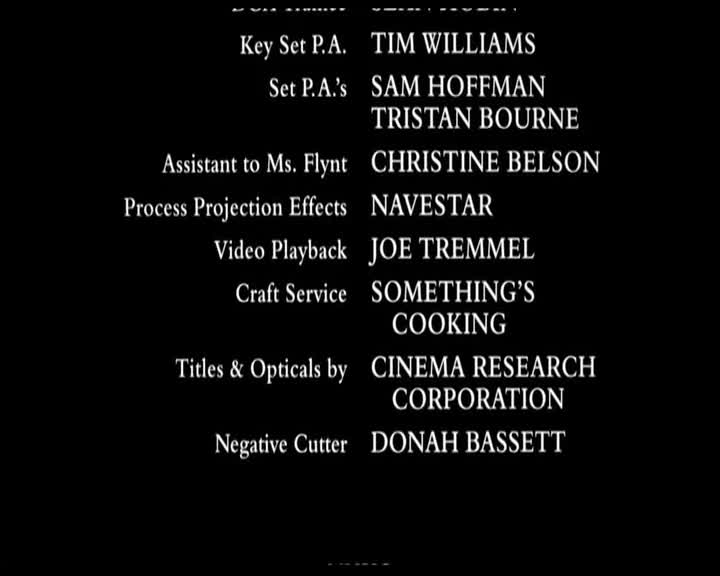 Key Set P.A. TIM WILLIAMS
Set P.A.'s SAM HOFFMAN
TRISTAN BOURNE
Assistant to Ms. Flynt CHRISTINE BELSON
Process Projection Effects NAVESTAR
Video Playback JOE TREMMEL
Craft Service SOMETHING'S
COOKING
Titles & Opticals by CINEMA RESEARCH
CORPORATION
Negative Cutter DONAH BASSETT